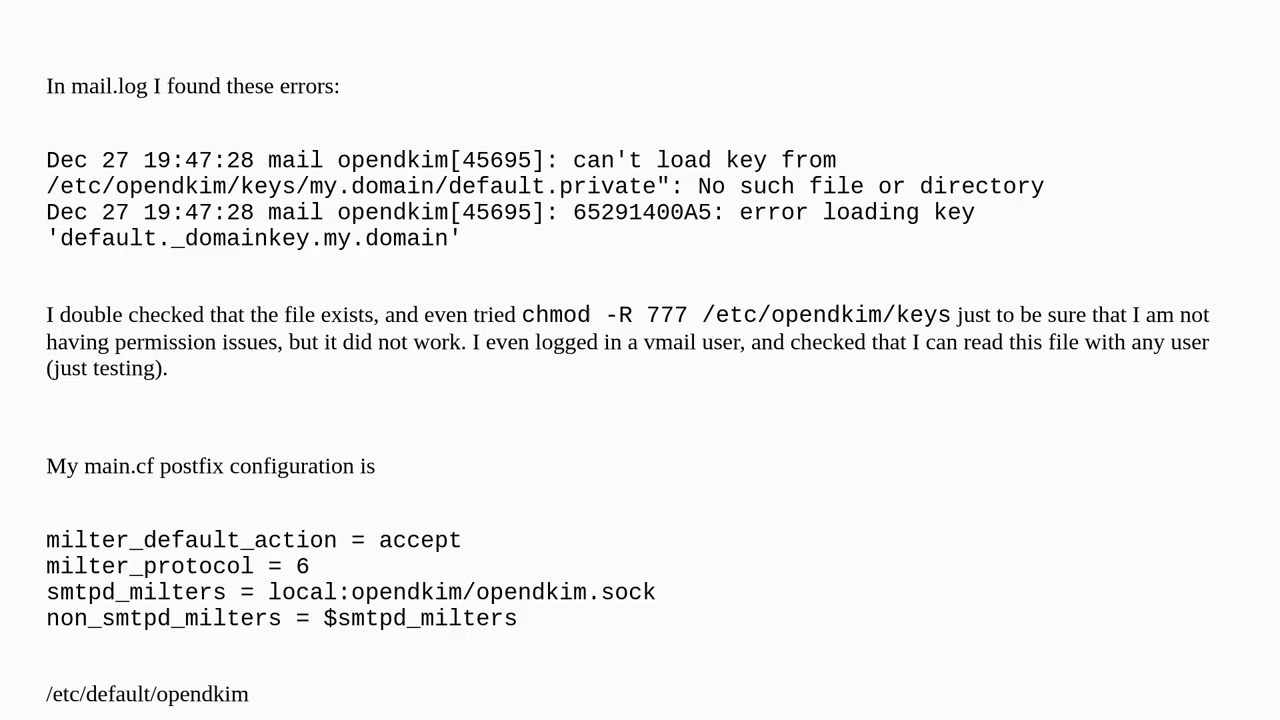 In mail.log I found these errors:
Dec 27 19:47:28 mail opendkim[45695]: can't load key from
/etc/opendkim/keys/my.domain/default.private": No such file or directory
Dec 27 19:47:28 mail opendkim[45695]: 65291400A5: error loading key
'default._domainkey.my.domain'
I double checked that the file exists, and even tried chmod -R 777 /etc/opendkim/keys just to be sure that I am not
having permission issues, but it did not work. I even logged in a vmail user, and checked that I can read this file with any user
(just testing).
My main.cf postfix configuration is
milter_default_action = accept
milter_protocol = 6
smtpd_milters = local:opendkim/opendkim.sock
non_smtpd_milters = $smtpd_milters
/etc/default/opendkim